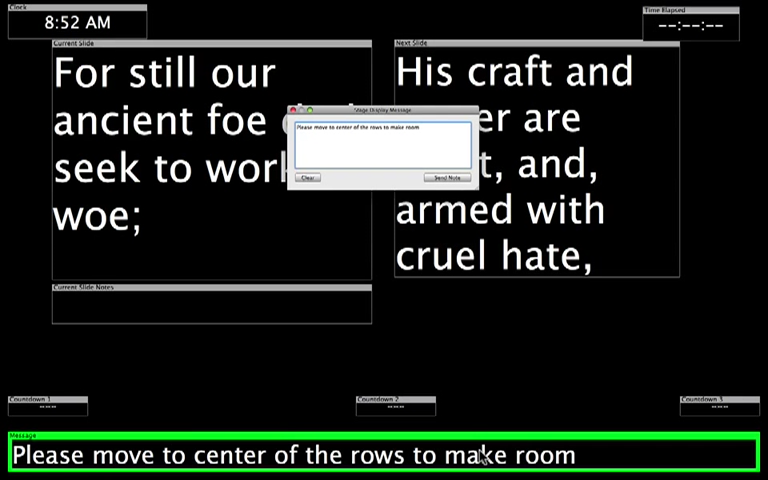 Clock
8:52 AM
Time Elapsed
--:--:--
Current Slide
For still our
ancient foe
seek to work
woe;
Next Slide
His craft and
er are
t, and,
armed with
cruel hate,
Stage Display Message
Please move to center of the rows to make room
Clear
Send Note
Current Slide Notes
Countdown 1
---
Countdown 2
---
Countdown 3
---
Message
Please move to center of the rows to make room